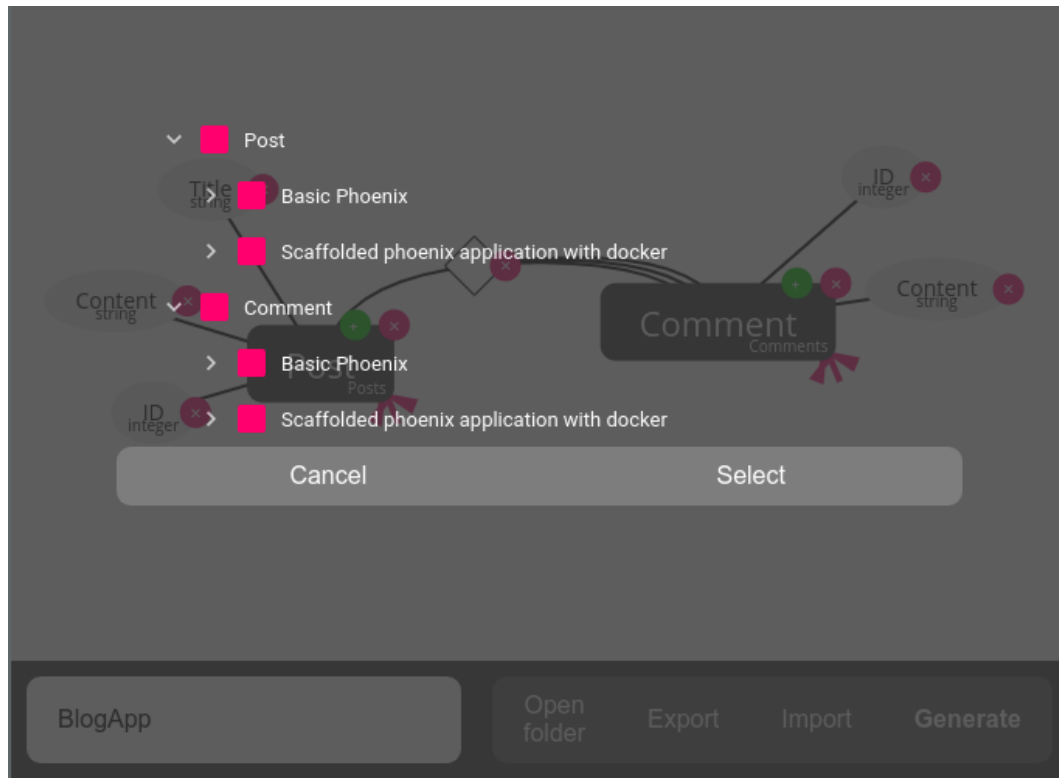 Post
Title
string
Basic Phoenix
ID
integer
Scaffolded phoenix application with docker
Content
string
Comment
Content
string
Comment
Comments
Basic Phoenix
Post
Posts
ID
integer
Scaffolded phoenix application with docker
Cancel
Select
BlogApp
Open
folder
Export
Import
Generate